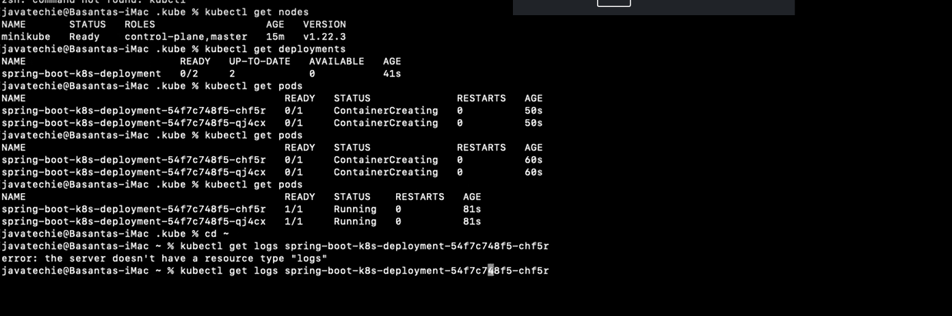 zsh: command not found: kubctl
javatechie@Basantas-iMac .kube % kubectl get nodes
NAME STATUS ROLES AGE VERSION
minikube Ready control-plane,master 15m v1.22.3
javatechie@Basantas-iMac .kube % kubectl get deployments
NAME READY UP-TO-DATE AVAILABLE AGE
spring-boot-k8s-deployment 0/2 2 0 41s
javatechie@Basantas-iMac .kube % kubectl get pods
NAME READY STATUS RESTARTS AGE
spring-boot-k8s-deployment-54f7c748f5-chf5r 0/1 ContainerCreating 0 50s
spring-boot-k8s-deployment-54f7c748f5-qj4cx 0/1 ContainerCreating 0 50s
javatechie@Basantas-iMac .kube % kubectl get pods
NAME READY STATUS RESTARTS AGE
spring-boot-k8s-deployment-54f7c748f5-chf5r 0/1 ContainerCreating 0 60s
spring-boot-k8s-deployment-54f7c748f5-qj4cx 0/1 ContainerCreating 0 60s
javatechie@Basantas-iMac .kube % kubectl get pods
NAME READY STATUS RESTARTS AGE
spring-boot-k8s-deployment-54f7c748f5-chf5r 1/1 Running 0 81s
spring-boot-k8s-deployment-54f7c748f5-qj4cx 1/1 Running 0 81s
javatechie@Basantas-iMac .kube % cd ~
javatechie@Basantas-iMac ~ % kubectl get logs spring-boot-k8s-deployment-54f7c748f5-chf5r
error: the server doesn't have a resource type "logs"
javatechie@Basantas-iMac ~ % kubectl get logs spring-boot-k8s-deployment-54f7c748f5-chf5r